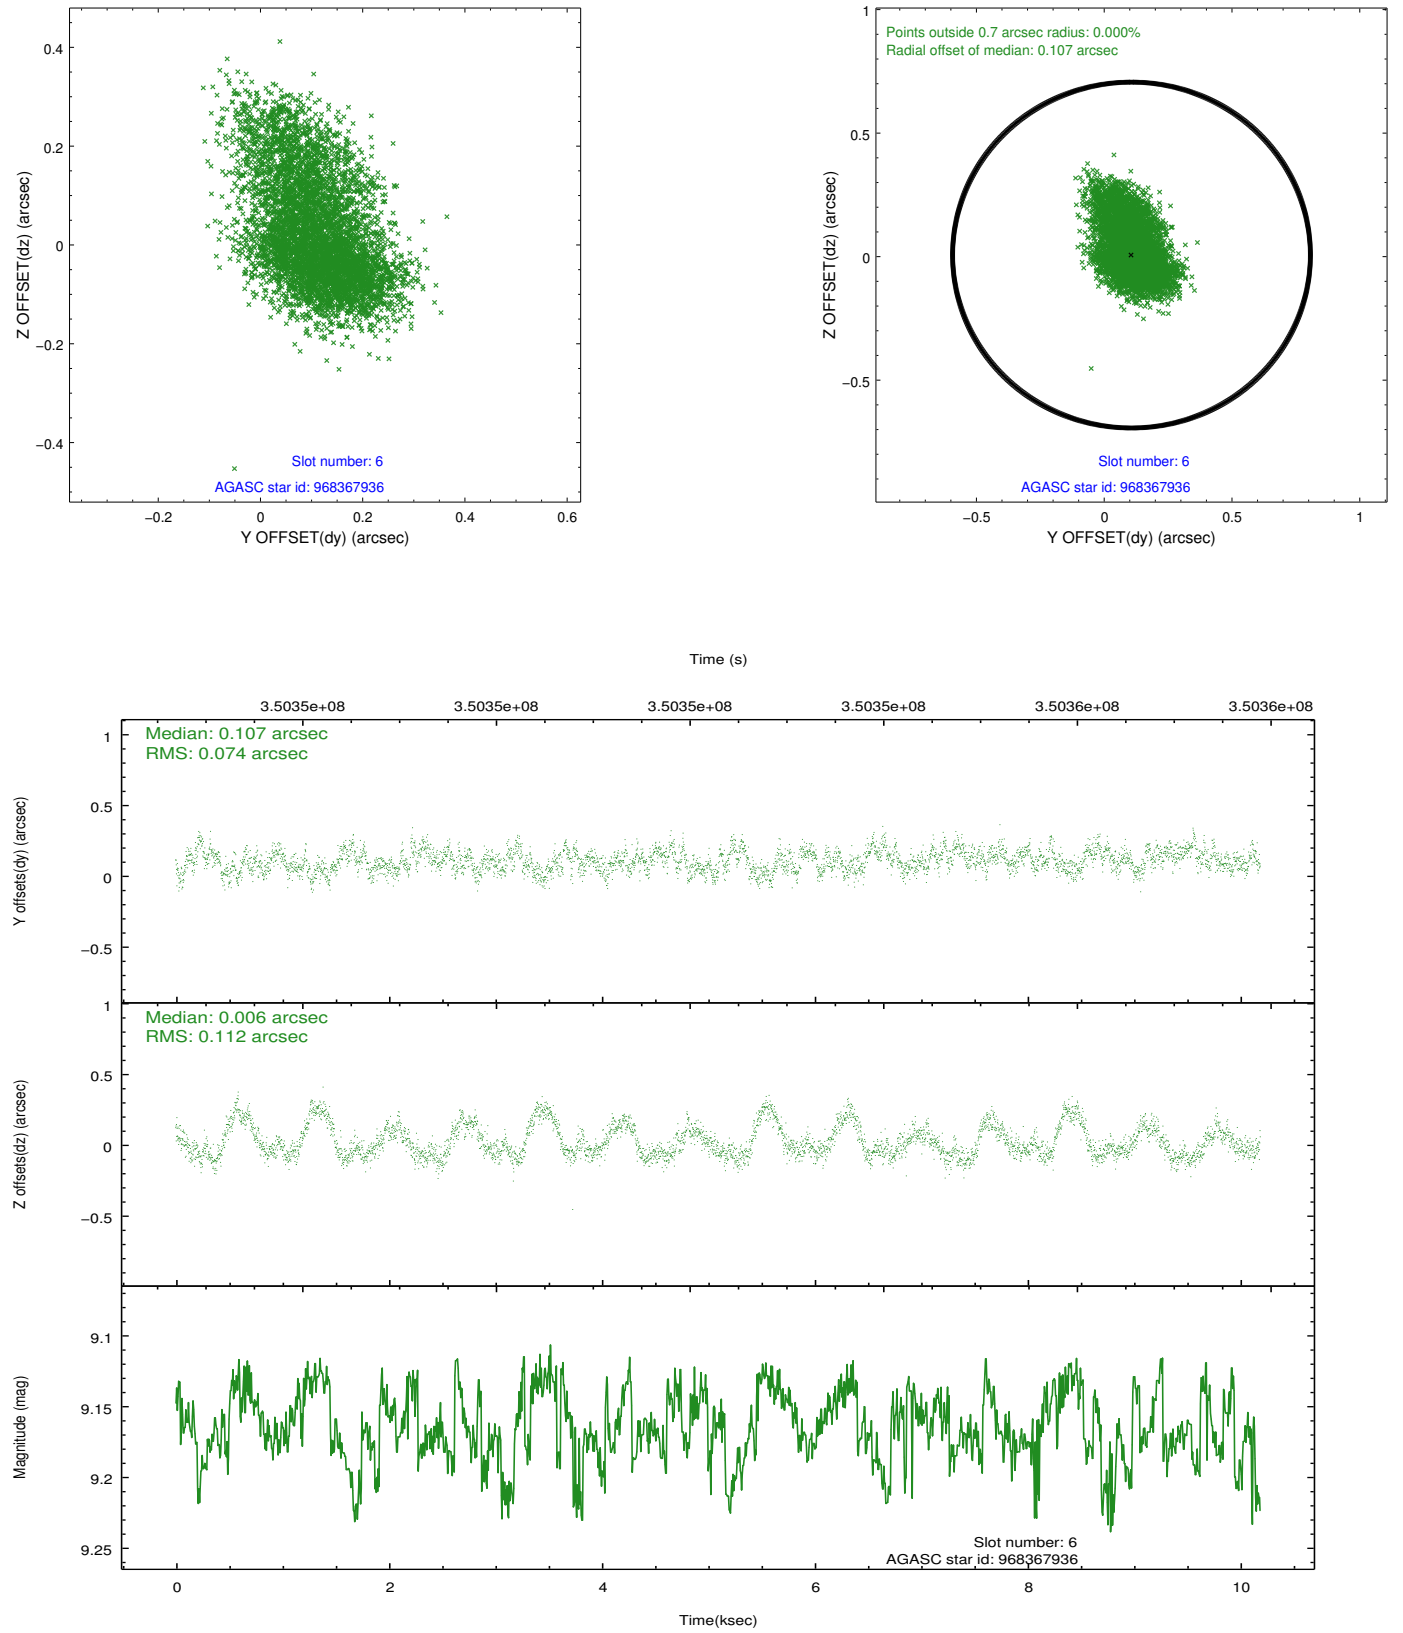 0.4
0.2
0
−0.2
−0.4
Z OFFSET(dz) (arcsec)
Slot number: 6
AGASC star id: 968367936
−0.2 0 0.2 0.4 0.6
Y OFFSET(dy) (arcsec)
Points outside 0.7 arcsec radius: 0.000%
Radial offset of median: 0.107 arcsec
1
0.5
0
−0.5
Z OFFSET(dz) (arcsec)
Slot number: 6
AGASC star id: 968367936
−0.5 0 0.5 1
Y OFFSET(dy) (arcsec)
Time (s)
3.5035e+08 3.5035e+08 3.5035e+08 3.5035e+08 3.5036e+08 3.5036e+08
Median: 0.107 arcsec
RMS: 0.074 arcsec
1
0.5
0
−0.5
Y offsets(dy) (arcsec)
Median: 0.006 arcsec
RMS: 0.112 arcsec
1
0.5
0
−0.5
Z offsets(dz) (arcsec)
9.1
9.15
9.2
9.25
Magnitude (mag)
Slot number: 6
AGASC star id: 968367936
0 2 4 6 8 10
Time(ksec)